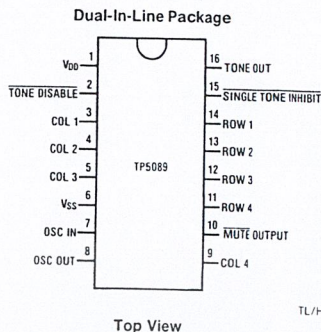 Dual-In-Line Package
VDD 1
TONE DISABLE 2
COL 1 3
COL 2 4
COL 3 5
VSS 6
OSC IN 7
OSC OUT 8
TP5089
16 TONE OUT
15 SINGLE TONE INHIBIT
14 ROW 1
13 ROW 2
12 ROW 3
11 ROW 4
10 MUTE OUTPUT
9 COL 4
TL/H
Top View